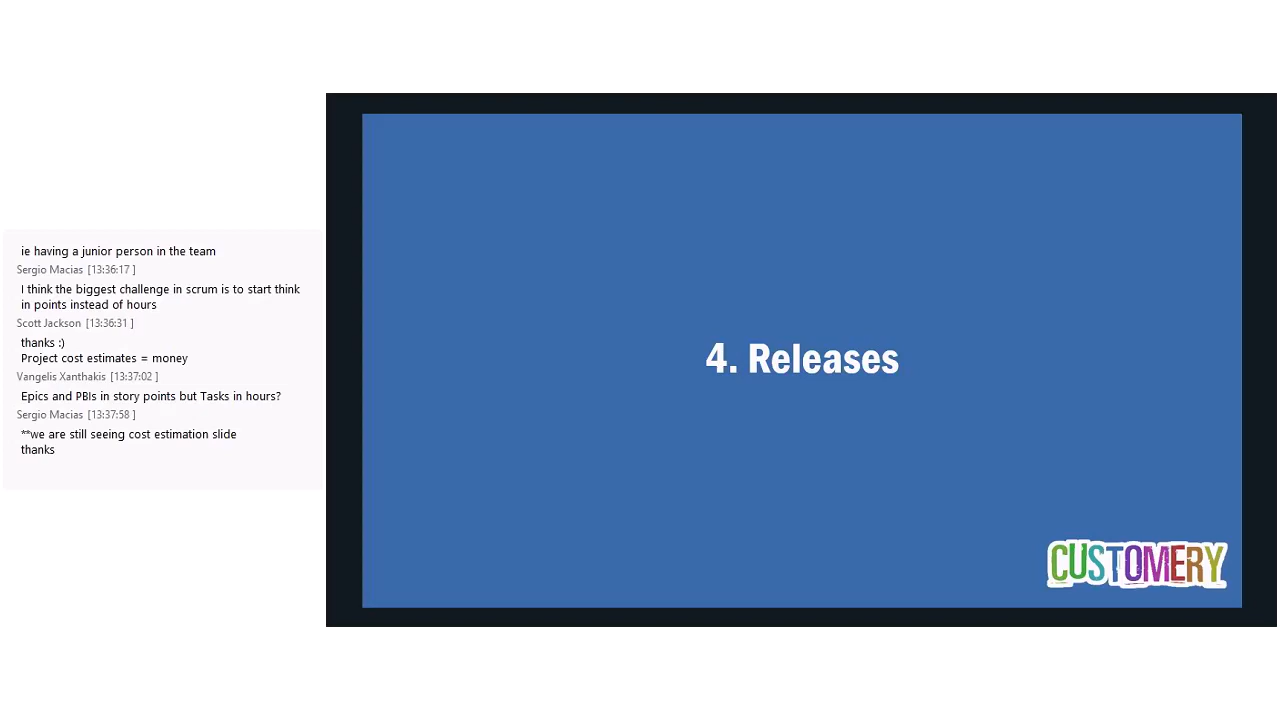 ie having a junior person in the team
Sergio Macias [13:36:17 ]
I think the biggest challenge in scrum is to start think
in points instead of hours
Scott Jackson [13:36:31 ]
thanks :)
Project cost estimates = money
Vangelis Xanthakis [13:37:02 ]
Epics and PBIs in story points but Tasks in hours?
Sergio Macias [13:37:58 ]
**we are still seeing cost estimation slide
thanks
4. Releases
CUSTOMERY